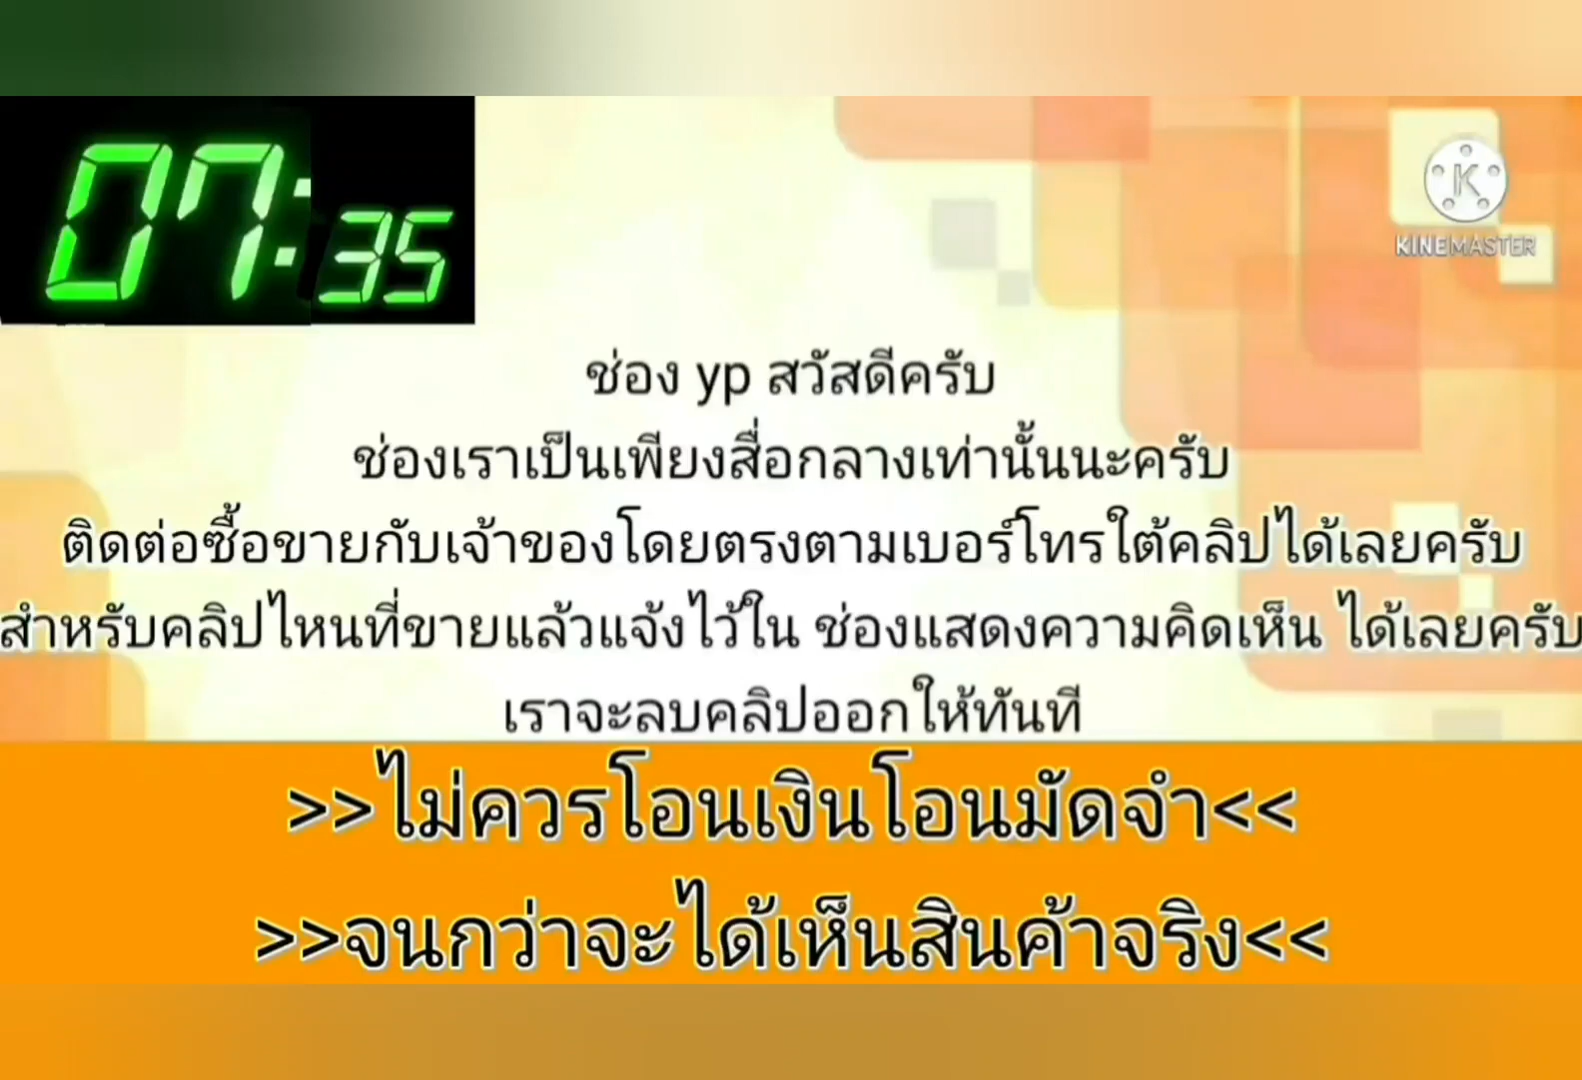 07:35
KINEMASTER
ช่อง yp สวัสดีครับ
ช่องเราเป็นเพียงสื่อกลางเท่านั้นนะครับ
ติดต่อซื้อขายกับเจ้าของโดยตรงตามเบอร์โทรใต้คลิปได้เลยครับ
สำหรับคลิปไหนที่ขายแล้วแจ้งไว้ใน ช่องแสดงความคิดเห็น ได้เลยครับ
เราจะลบคลิปออกให้ทันที
>>ไม่ควรโอนเงินโอนมัดจำ<<
>>จนกว่าจะได้เห็นสินค้าจริง<<